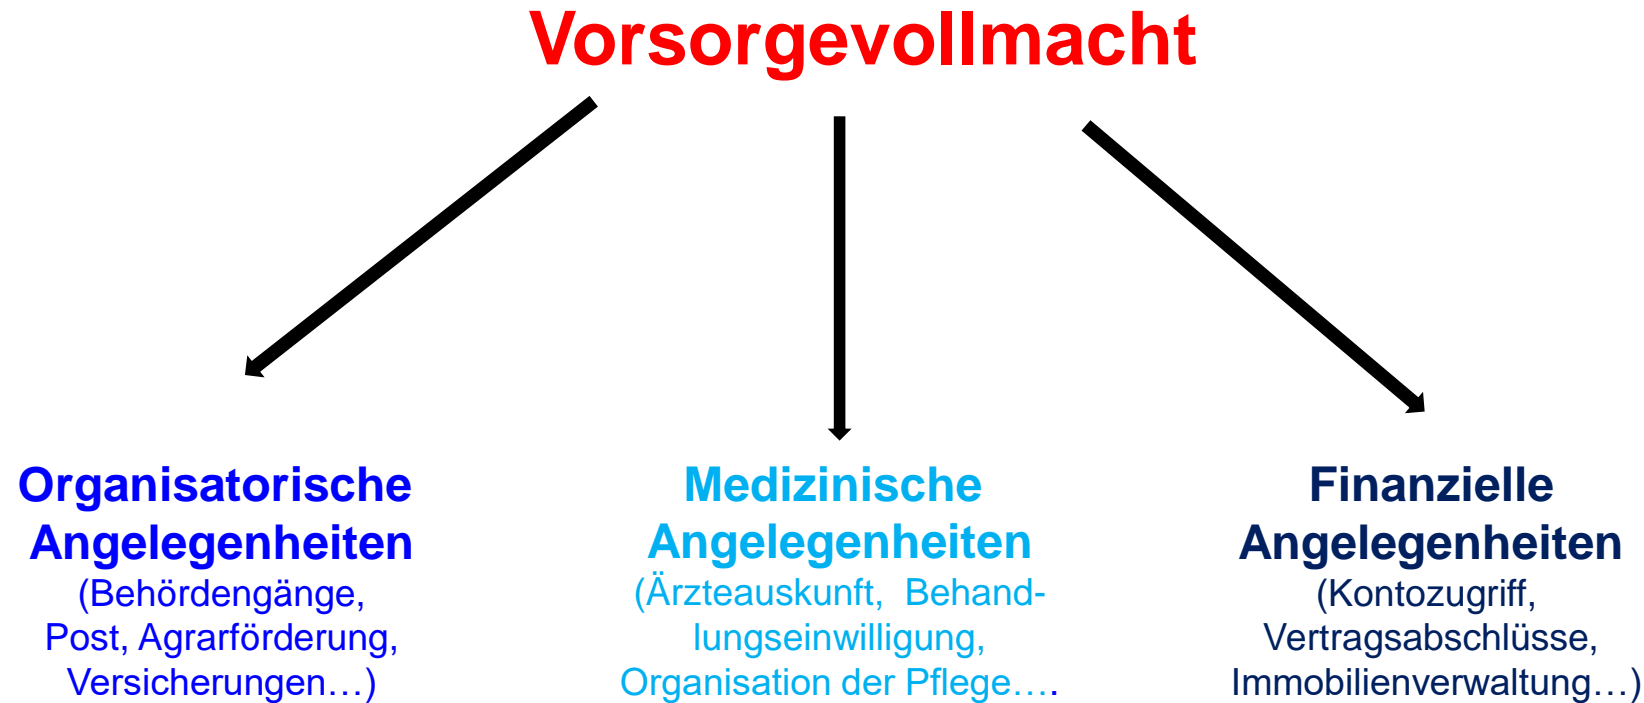 Vorsorgevollmacht
Organisatorische
Angelegenheiten
(Behördengänge,
Post, Agrarförderung,
Versicherungen…)
Medizinische
Angelegenheiten
(Ärzteauskunft, Behand-
lungseinwilligung,
Organisation der Pflege….
Finanzielle
Angelegenheiten
(Kontozugriff,
Vertragsabschlüsse,
Immobilienverwaltung…)